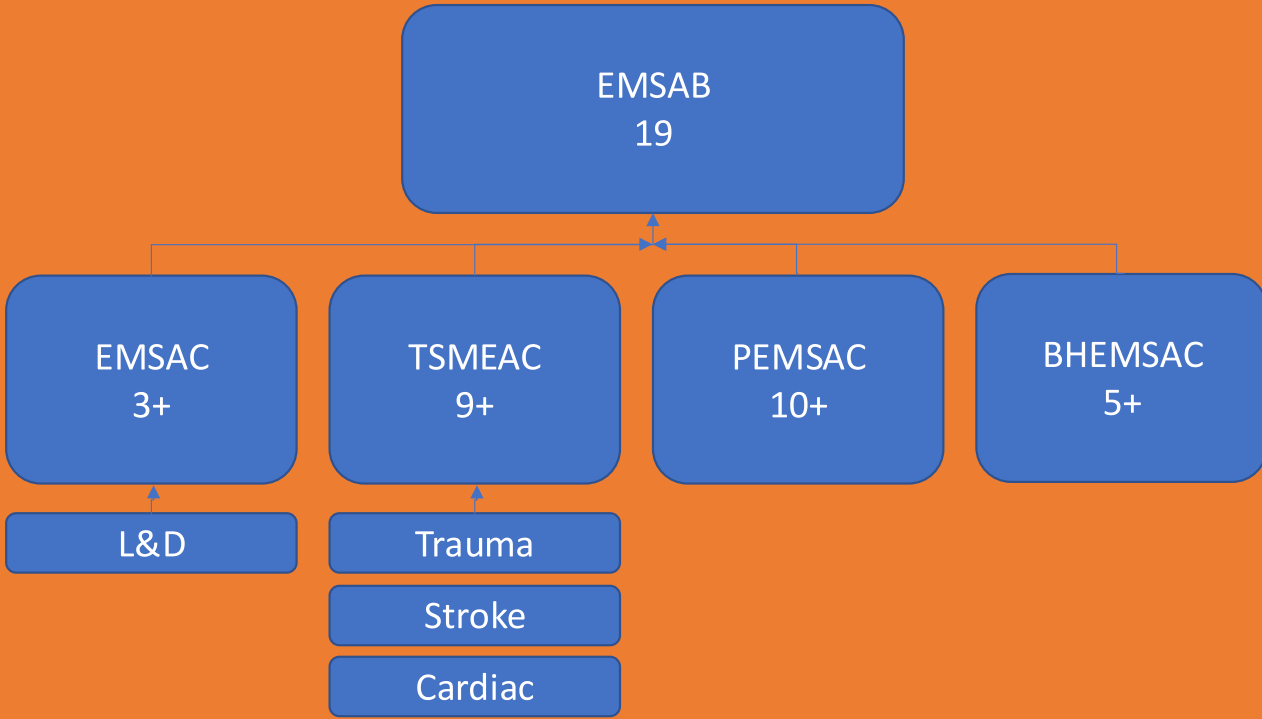 EMSAB
19
EMSAC
3+
TSMEAC
9+
PEMSAC
10+
BHEMSAC
5+
L&D
Trauma
Stroke
Cardiac